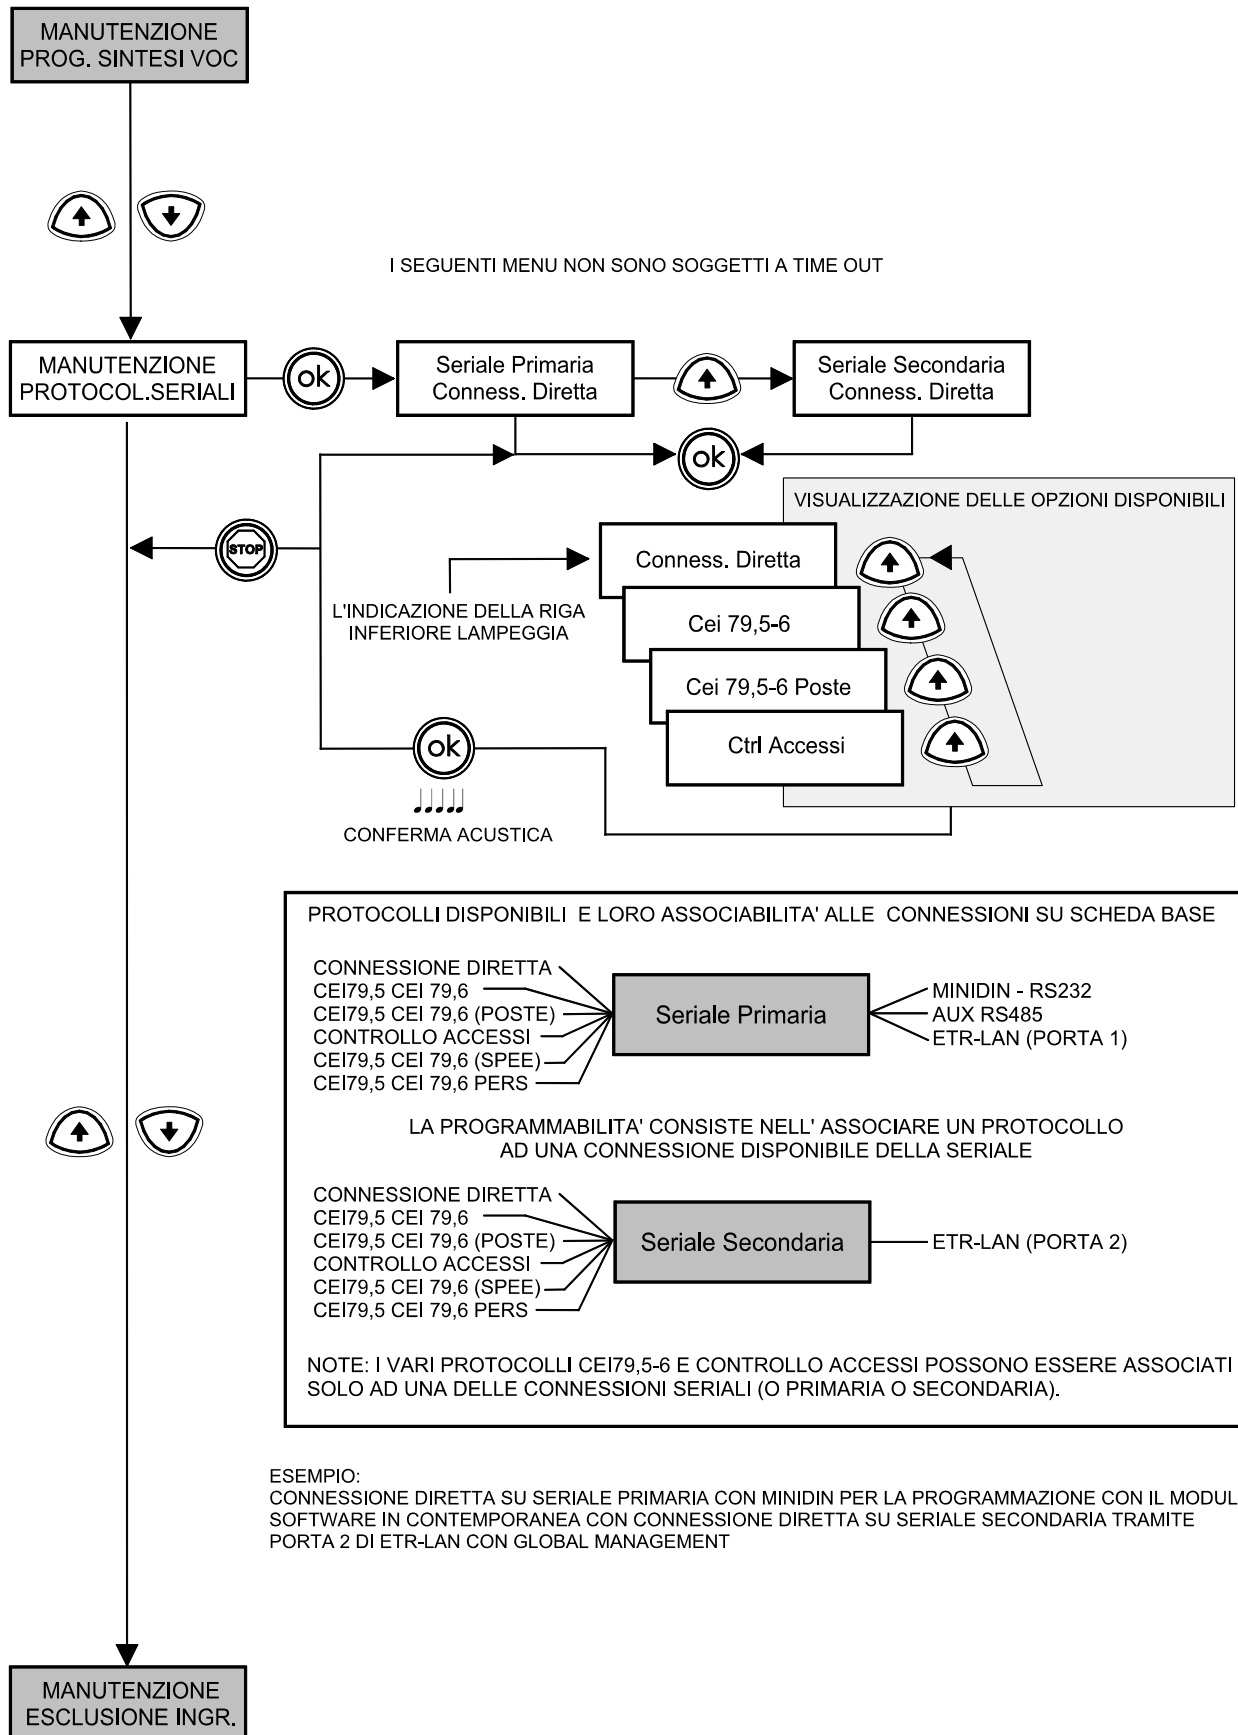 MANUTENZIONE
PROG. SINTESI VOC
I SEGUENTI MENU NON SONO SOGGETTI A TIME OUT
MANUTENZIONE
PROTOCOL.SERIALI
ok
Seriale Primaria
Conness. Diretta
Seriale Secondaria
Conness. Diretta
ok
STOP
VISUALIZZAZIONE DELLE OPZIONI DISPONIBILI
L'INDICAZIONE DELLA RIGA
INFERIORE LAMPEGGIA
Conness. Diretta
Cei 79,5-6
Cei 79,5-6 Poste
Ctrl Accessi
ok
CONFERMA ACUSTICA
PROTOCOLLI DISPONIBILI E LORO ASSOCIABILITA' ALLE CONNESSIONI SU SCHEDA BASE
CONNESSIONE DIRETTA
CEI79,5 CEI 79,6
CEI79,5 CEI 79,6 (POSTE)
CONTROLLO ACCESSI
CEI79,5 CEI 79,6 (SPEE)
CEI79,5 CEI 79,6 PERS
Seriale Primaria
MINIDIN - RS232
AUX RS485
ETR-LAN (PORTA 1)
LA PROGRAMMABILITA' CONSISTE NELL' ASSOCIARE UN PROTOCOLLO
AD UNA CONNESSIONE DISPONIBILE DELLA SERIALE
CONNESSIONE DIRETTA
CEI79,5 CEI 79,6
CEI79,5 CEI 79,6 (POSTE)
CONTROLLO ACCESSI
CEI79,5 CEI 79,6 (SPEE)
CEI79,5 CEI 79,6 PERS
Seriale Secondaria
ETR-LAN (PORTA 2)
NOTE: I VARI PROTOCOLLI CEI79,5-6 E CONTROLLO ACCESSI POSSONO ESSERE ASSOCIATI
SOLO AD UNA DELLE CONNESSIONI SERIALI (O PRIMARIA O SECONDARIA).
ESEMPIO:
CONNESSIONE DIRETTA SU SERIALE PRIMARIA CON MINIDIN PER LA PROGRAMMAZIONE CON IL MODUL
SOFTWARE IN CONTEMPORANEA CON CONNESSIONE DIRETTA SU SERIALE SECONDARIA TRAMITE
PORTA 2 DI ETR-LAN CON GLOBAL MANAGEMENT
MANUTENZIONE
ESCLUSIONE INGR.